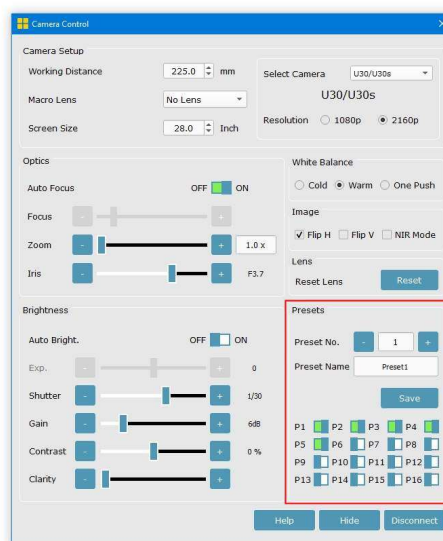 Camera Control
Camera Setup
Working Distance 225.0 mm
Macro Lens No Lens
Screen Size 28.0 Inch
Select Camera U30/U30s
U30/U30s
Resolution 1080p 2160p
Optics
Auto Focus OFF ON
Focus - +
Zoom - + 1.0 x
Iris - + F3.7
White Balance
Cold Warm One Push
Image
Flip H Flip V NIR Mode
Lens
Reset Lens Reset
Brightness
Auto Bright. OFF ON
Exp. - + 0
Shutter - + 1/30
Gain - + 6dB
Contrast - + 0 %
Clarity - +
Presets
Preset No. - 1 +
Preset Name Preset1
Save
P1 P2 P3 P4
P5 P6 P7 P8
P9 P10 P11 P12
P13 P14 P15 P16
Help Hide Disconnect